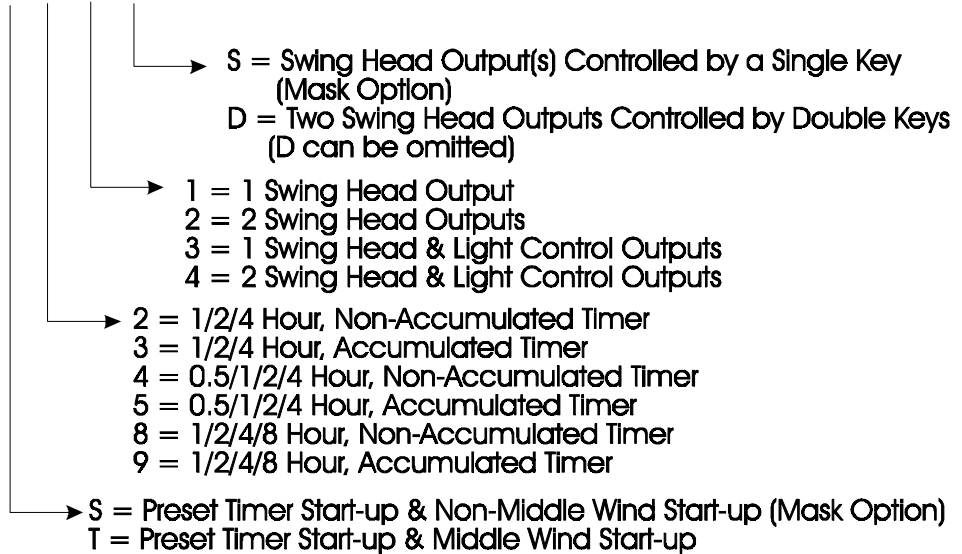 S = Swing Head Output(s) Controlled by a Single Key
(Mask Option)
D = Two Swing Head Outputs Controlled by Double Keys
(D can be omitted)
1 = 1 Swing Head Output
2 = 2 Swing Head Outputs
3 = 1 Swing Head & Light Control Outputs
4 = 2 Swing Head & Light Control Outputs
2 = 1/2/4 Hour, Non-Accumulated Timer
3 = 1/2/4 Hour, Accumulated Timer
4 = 0.5/1/2/4 Hour, Non-Accumulated Timer
5 = 0.5/1/2/4 Hour, Accumulated Timer
8 = 1/2/4/8 Hour, Non-Accumulated Timer
9 = 1/2/4/8 Hour, Accumulated Timer
S = Preset Timer Start-up & Non-Middle Wind Start-up (Mask Option)
T = Preset Timer Start-up & Middle Wind Start-up